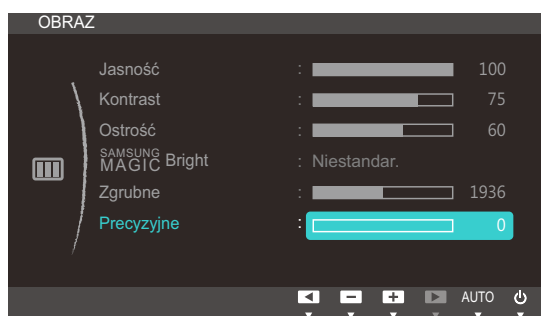 OBRAZ
Jasność : 100
Kontrast : 75
Ostrość : 60
SAMSUNG MAGIC Bright : Niestandar.
Zgrubne : 1936
Precyzyjne : 0
AUTO